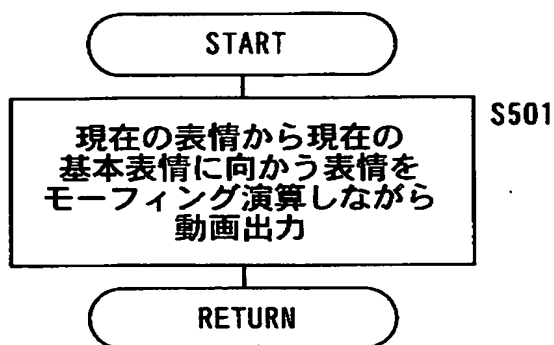 START
S501
現在の表情から現在の
基本表情に向かう表情を
モーフィング演算しながら
動画出力
RETURN